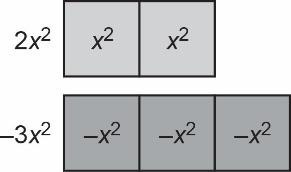 2x² x² x²
–3x² –x² –x² –x²